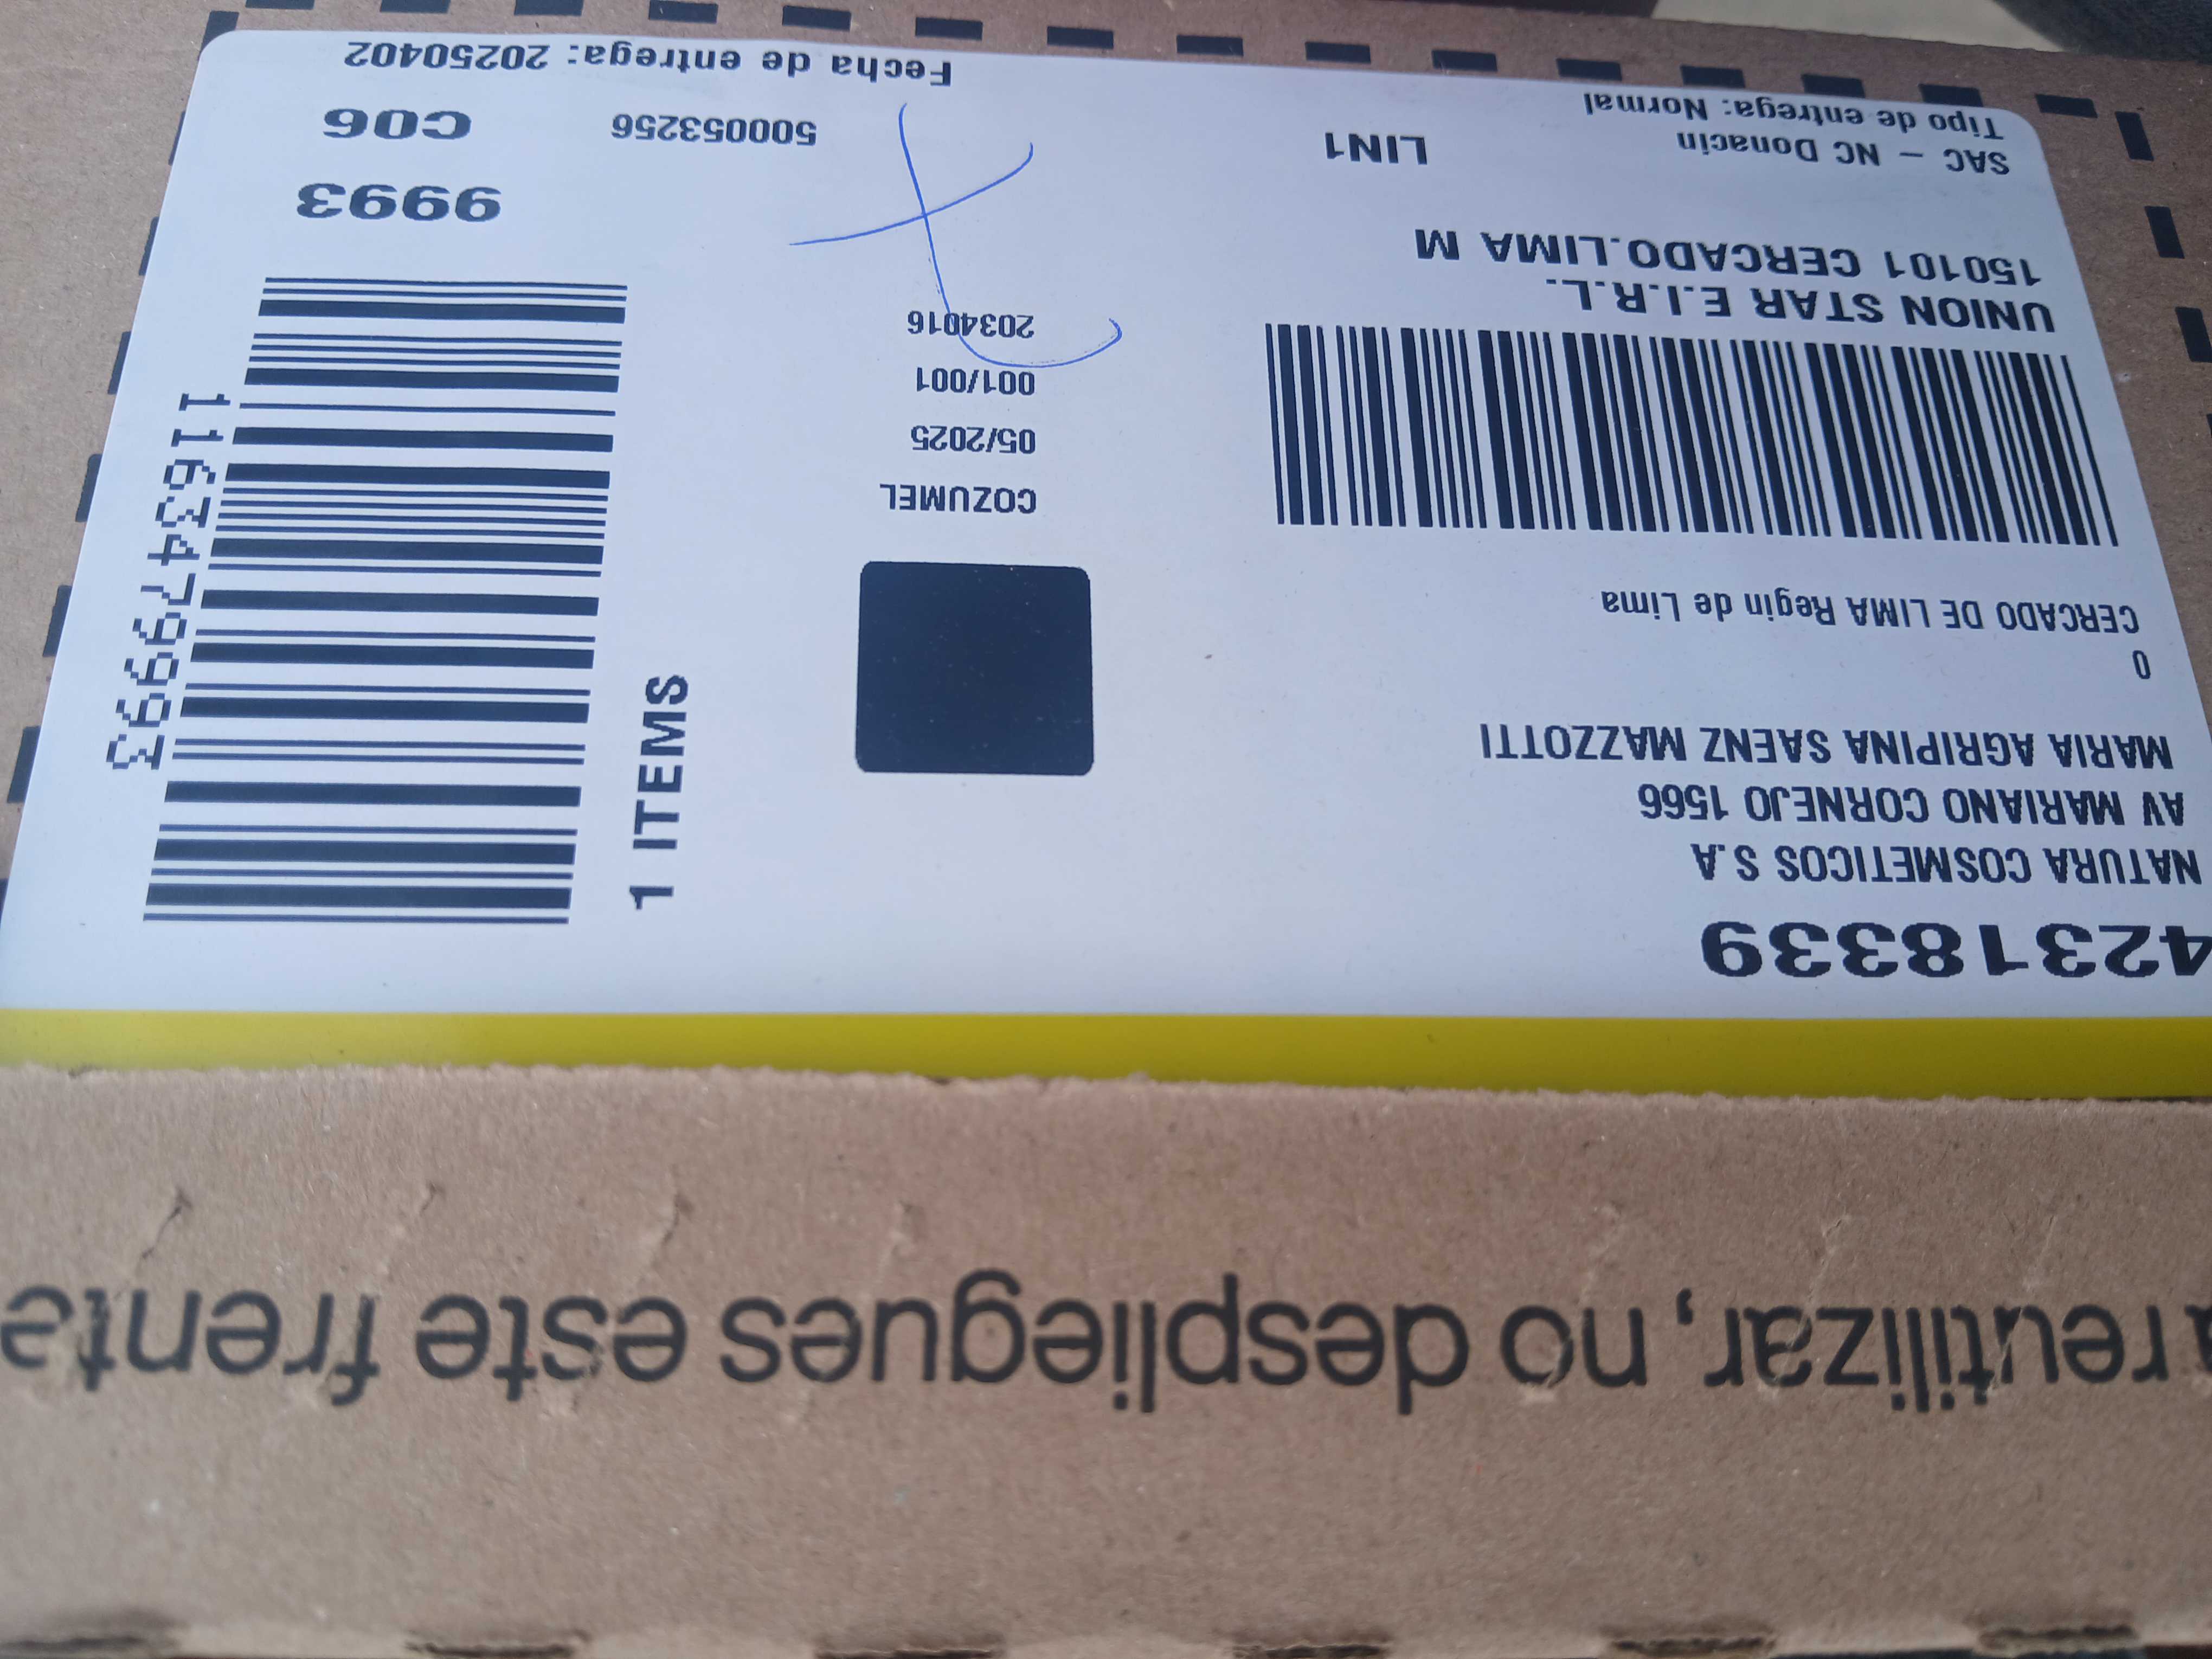 reutilizar, no despliegues este frente
42318339
NATURA COSMETICOS S.A
AV MARIANO CORNEJO 1566
MARIA AGRIPINA SAENZ MAZZOTTI
0
CERCADO DE LIMA Regin de Lima
UNION STAR E.I.R.L.
150101 CERCADO.LIMA M
SAC - NC Donacin
LIN1
Tipo de entrega: Normal
COZUMEL
05/2025
001/001
2034016
1 ITEMS
1163479993
9993
500053256
C06
Fecha de entrega: 20250402